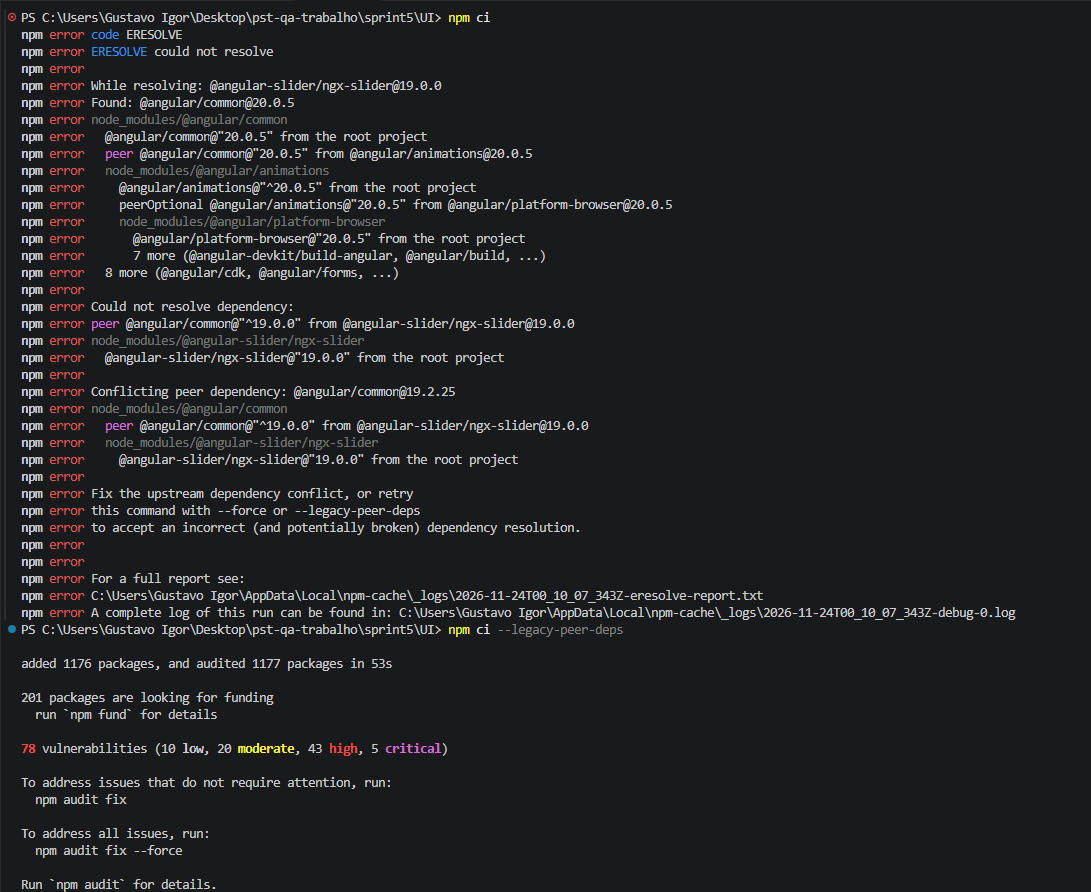 PS C:\Users\Gustavo Igor\Desktop\pst-qa-trabalho\sprint5\UI> npm ci
npm error code ERESOLVE
npm error ERESOLVE could not resolve
npm error
npm error While resolving: @angular-slider/ngx-slider@19.0.0
npm error Found: @angular/common@20.0.5
npm error node_modules/@angular/common
npm error   @angular/common@"20.0.5" from the root project
npm error   peer @angular/common@"20.0.5" from @angular/animations@20.0.5
npm error   node_modules/@angular/animations
npm error     @angular/animations@"^20.0.5" from the root project
npm error     peerOptional @angular/animations@"20.0.5" from @angular/platform-browser@20.0.5
npm error     node_modules/@angular/platform-browser
npm error       @angular/platform-browser@"20.0.5" from the root project
npm error       7 more (@angular-devkit/build-angular, @angular/build, ...)
npm error   8 more (@angular/cdk, @angular/forms, ...)
npm error
npm error Could not resolve dependency:
npm error peer @angular/common@"^19.0.0" from @angular-slider/ngx-slider@19.0.0
npm error node_modules/@angular-slider/ngx-slider
npm error   @angular-slider/ngx-slider@"19.0.0" from the root project
npm error
npm error Conflicting peer dependency: @angular/common@19.2.25
npm error node_modules/@angular/common
npm error   peer @angular/common@"^19.0.0" from @angular-slider/ngx-slider@19.0.0
npm error   node_modules/@angular-slider/ngx-slider
npm error     @angular-slider/ngx-slider@"19.0.0" from the root project
npm error
npm error Fix the upstream dependency conflict, or retry
npm error this command with --force or --legacy-peer-deps
npm error to accept an incorrect (and potentially broken) dependency resolution.
npm error
npm error
npm error For a full report see:
npm error C:\Users\Gustavo Igor\AppData\Local\npm-cache\_logs\2026-11-24T00_10_07_343Z-eresolve-report.txt
npm error A complete log of this run can be found in: C:\Users\Gustavo Igor\AppData\Local\npm-cache\_logs\2026-11-24T00_10_07_343Z-debug-0.log
PS C:\Users\Gustavo Igor\Desktop\pst-qa-trabalho\sprint5\UI> npm ci --legacy-peer-deps
added 1176 packages, and audited 1177 packages in 53s
201 packages are looking for funding
  run `npm fund` for details
78 vulnerabilities (10 low, 20 moderate, 43 high, 5 critical)
To address issues that do not require attention, run:
  npm audit fix
To address all issues, run:
  npm audit fix --force
Run `npm audit` for details.